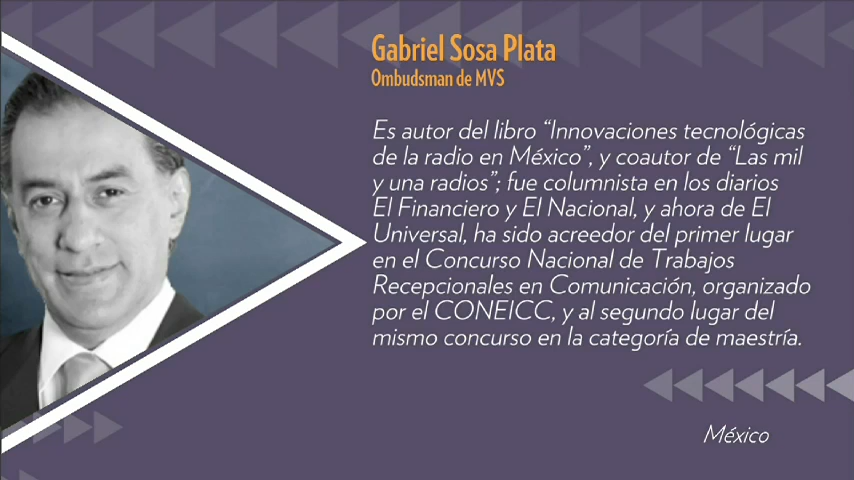 Gabriel Sosa Plata
Ombudsman de MVS
Es autor del libro “Innovaciones tecnológicas
de la radio en México”, y coautor de “Las mil
y una radios”; fue columnista en los diarios
El Financiero y El Nacional, y ahora de El
Universal, ha sido acreedor del primer lugar
en el Concurso Nacional de Trabajos
Recepcionales en Comunicación, organizado
por el CONEICC, y al segundo lugar del
mismo concurso en la categoría de maestría.
México